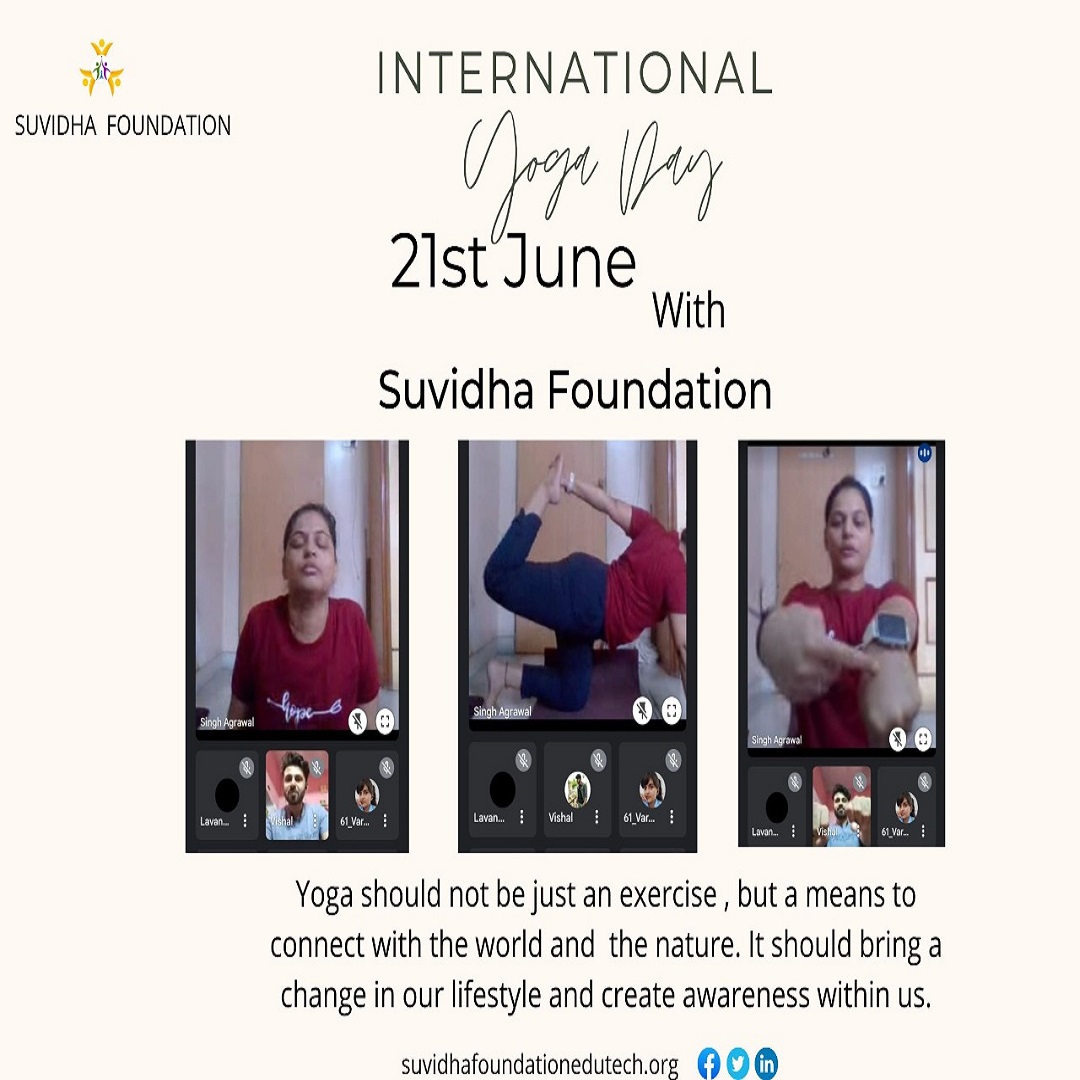 SUVIDHA FOUNDATION
INTERNATIONAL
Yoga Day
21st June
With
Suvidha Foundation
hope
Singh Agrawal
Lavan...
Vishal
61_Var...
Singh Agrawal
Lavan...
Vishal
61_Var...
Singh Agrawal
Lavan...
Vishal
61_Var...
Yoga should not be just an exercise , but a means to
connect with the world and the nature. It should bring a
change in our lifestyle and create awareness within us.
suvidhafoundationedutech.org